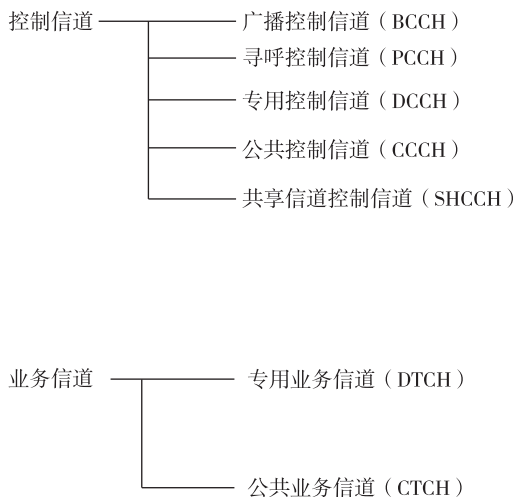 控制信道 广播控制信道（BCCH）
寻呼控制信道（PCCH）
专用控制信道（DCCH）
公共控制信道（CCCH）
共享信道控制信道（SHCCH）
业务信道 专用业务信道（DTCH）
公共业务信道（CTCH）